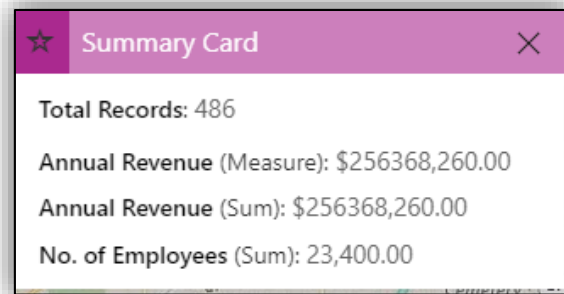 Summary Card
Total Records: 486
Annual Revenue (Measure): $256368,260.00
Annual Revenue (Sum): $256368,260.00
No. of Employees (Sum): 23,400.00